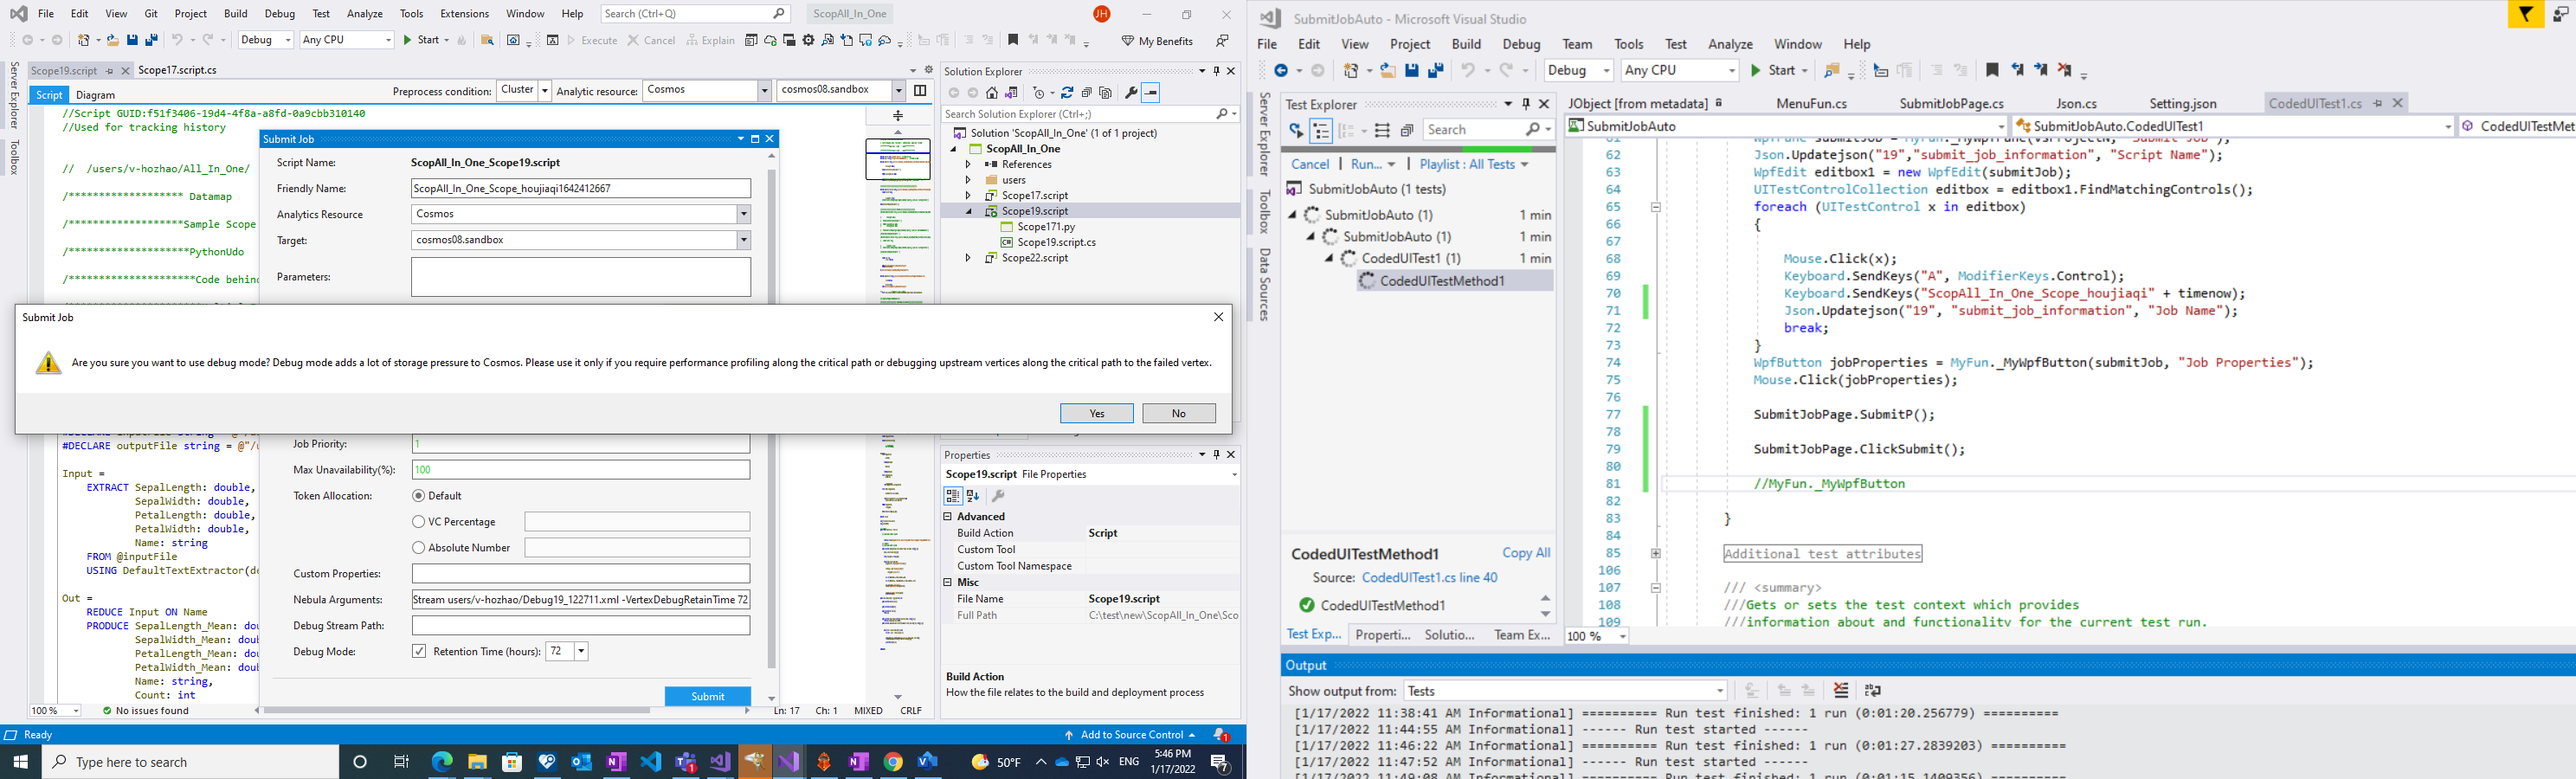 File Edit View Git Project Build Debug Test Analyze Tools Extensions Window Help Search (Ctrl+Q) ScopAll_In_One JH
Debug Any CPU Start Execute Cancel Explain My Benefits
Scope19.script Scope17.script.cs
Script Diagram Preprocess condition: Cluster Analytic resource: Cosmos cosmos08.sandbox
Server Explorer
Toolbox
//Script GUID:f51f3406-19d4-4f8a-a8fd-0a9cbb310140
//Used for tracking history
// /users/v-hozhao/All_In_One/
/******************* Datamap
/*******************Sample Scope
/********************PythonUdo
/*********************Code behin
Submit Job
Script Name: ScopAll_In_One_Scope19.script
Friendly Name: ScopAll_In_One_Scope_houjiaqi1642412667
Analytics Resource Cosmos
Target: cosmos08.sandbox
Parameters:
Submit Job
Are you sure you want to use debug mode? Debug mode adds a lot of storage pressure to Cosmos. Please use it only if you require performance profiling along the critical path or debugging upstream vertices along the critical path to the failed vertex.
Yes No
#DECLARE outputFile string = @"/u
Input =
EXTRACT SepalLength: double,
SepalWidth: double,
PetalLength: double,
PetalWidth: double,
Name: string
FROM @inputFile
USING DefaultTextExtractor(de
Out =
REDUCE Input ON Name
PRODUCE SepalLength_Mean: dou
SepalWidth_Mean: doub
PetalLength_Mean: dou
PetalWidth_Mean: doub
Name: string,
Count: int
Job Priority: 1
Max Unavailability(%): 100
Token Allocation: Default
VC Percentage
Absolute Number
Custom Properties:
Nebula Arguments: Stream users/v-hozhao/Debug19_122711.xml -VertexDebugRetainTime 72
Debug Stream Path:
Debug Mode: Retention Time (hours): 72
Submit
100 % No issues found Ln: 17 Ch: 1 MIXED CRLF
Solution Explorer
Search Solution Explorer (Ctrl+;)
Solution 'ScopAll_In_One' (1 of 1 project)
ScopAll_In_One
References
users
Scope17.script
Scope19.script
Scope171.py
Scope19.script.cs
Scope22.script
Properties
Scope19.script File Properties
Advanced
Build Action Script
Custom Tool
Custom Tool Namespace
Misc
File Name Scope19.script
Full Path C:\test\new\ScopAll_In_One\Sco
Build Action
How the file relates to the build and deployment process
Ready Add to Source Control 1
Type here to search 50°F ENG 5:46 PM
1/17/2022 7
SubmitJobAuto - Microsoft Visual Studio
File Edit View Project Build Debug Team Tools Test Analyze Window Help
Debug Any CPU Start
Server Explorer
Toolbox
Data Sources
Test Explorer
Search
Cancel Run... Playlist : All Tests
SubmitJobAuto (1 tests)
SubmitJobAuto (1) 1 min
SubmitJobAuto (1) 1 min
CodedUITest1 (1) 1 min
CodedUITestMethod1
CodedUITestMethod1 Copy All
Source: CodedUITest1.cs line 40
CodedUITestMethod1
Test Exp... Properti... Solutio... Team Ex...
JObject [from metadata] MenuFun.cs SubmitJobPage.cs Json.cs Setting.json CodedUITest1.cs
SubmitJobAuto SubmitJobAuto.CodedUITest1 CodedUITestMet
62 Json.Updatejson("19","submit_job_information", "Script Name");
63 WpfEdit editbox1 = new WpfEdit(submitJob);
64 UITestControlCollection editbox = editbox1.FindMatchingControls();
65 foreach (UITestControl x in editbox)
66 {
67
68 Mouse.Click(x);
69 Keyboard.SendKeys("A", ModifierKeys.Control);
70 Keyboard.SendKeys("ScopAll_In_One_Scope_houjiaqi" + timenow);
71 Json.Updatejson("19", "submit_job_information", "Job Name");
72 break;
73 }
74 WpfButton jobProperties = MyFun._MyWpfButton(submitJob, "Job Properties");
75 Mouse.Click(jobProperties);
76
77 SubmitJobPage.SubmitP();
78
79 SubmitJobPage.ClickSubmit();
80
81 //MyFun._MyWpfButton
82
83 }
84
85 Additional test attributes
106
107 /// <summary>
108 ///Gets or sets the test context which provides
109 ///information about and functionality for the current test run.
100 %
Output
Show output from: Tests
[1/17/2022 11:38:41 AM Informational] ========== Run test finished: 1 run (0:01:20.256779) ==========
[1/17/2022 11:44:55 AM Informational] ------ Run test started ------
[1/17/2022 11:46:22 AM Informational] ========== Run test finished: 1 run (0:01:27.2839203) ==========
[1/17/2022 11:47:52 AM Informational] ------ Run test started ------
[1/17/2022 11:49:08 AM Informational] ========== Run test finished: 1 run (0:01:15.1409356) ==========